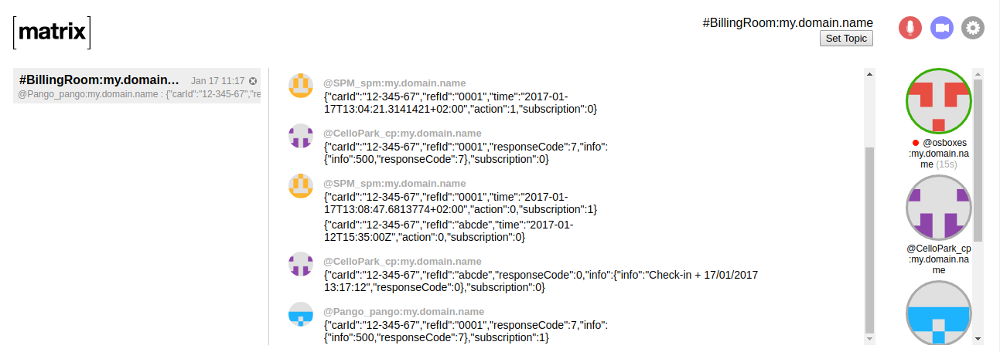 [matrix]
#BillingRoom:my.domain.name
Set Topic
#BillingRoom:my.domain... Jan 17 11:17
@Pango_pango:my.domain.name : {"carId":"12-345-67","re
@SPM_spm:my.domain.name
{"carId":"12-345-67","refId":"0001","time":"2017-01-
17T13:04:21.3141421+02:00","action":1,"subscription":0}
@CelloPark_cp:my.domain.name
{"carId":"12-345-67","refId":"0001","responseCode":7,"info":
{"info":500,"responseCode":7},"subscription":0}
@SPM_spm:my.domain.name
{"carId":"12-345-67","refId":"0001","time":"2017-01-
17T13:08:47.6813774+02:00","action":0,"subscription":1}
{"carId":"12-345-67","refId":"abcde","time":"2017-01-
12T15:35:00Z","action":0,"subscription":0}
@CelloPark_cp:my.domain.name
{"carId":"12-345-67","refId":"abcde","responseCode":0,"info":{"info":"Check-in + 17/01/2017
13:17:12","responseCode":0},"subscription":0}
@Pango_pango:my.domain.name
{"carId":"12-345-67","refId":"0001","responseCode":7,"info":
{"info":500,"responseCode":7},"subscription":1}
@osboxes
:my.domain.na
me (15s)
@CelloPark_cp
:my.domain.na
me